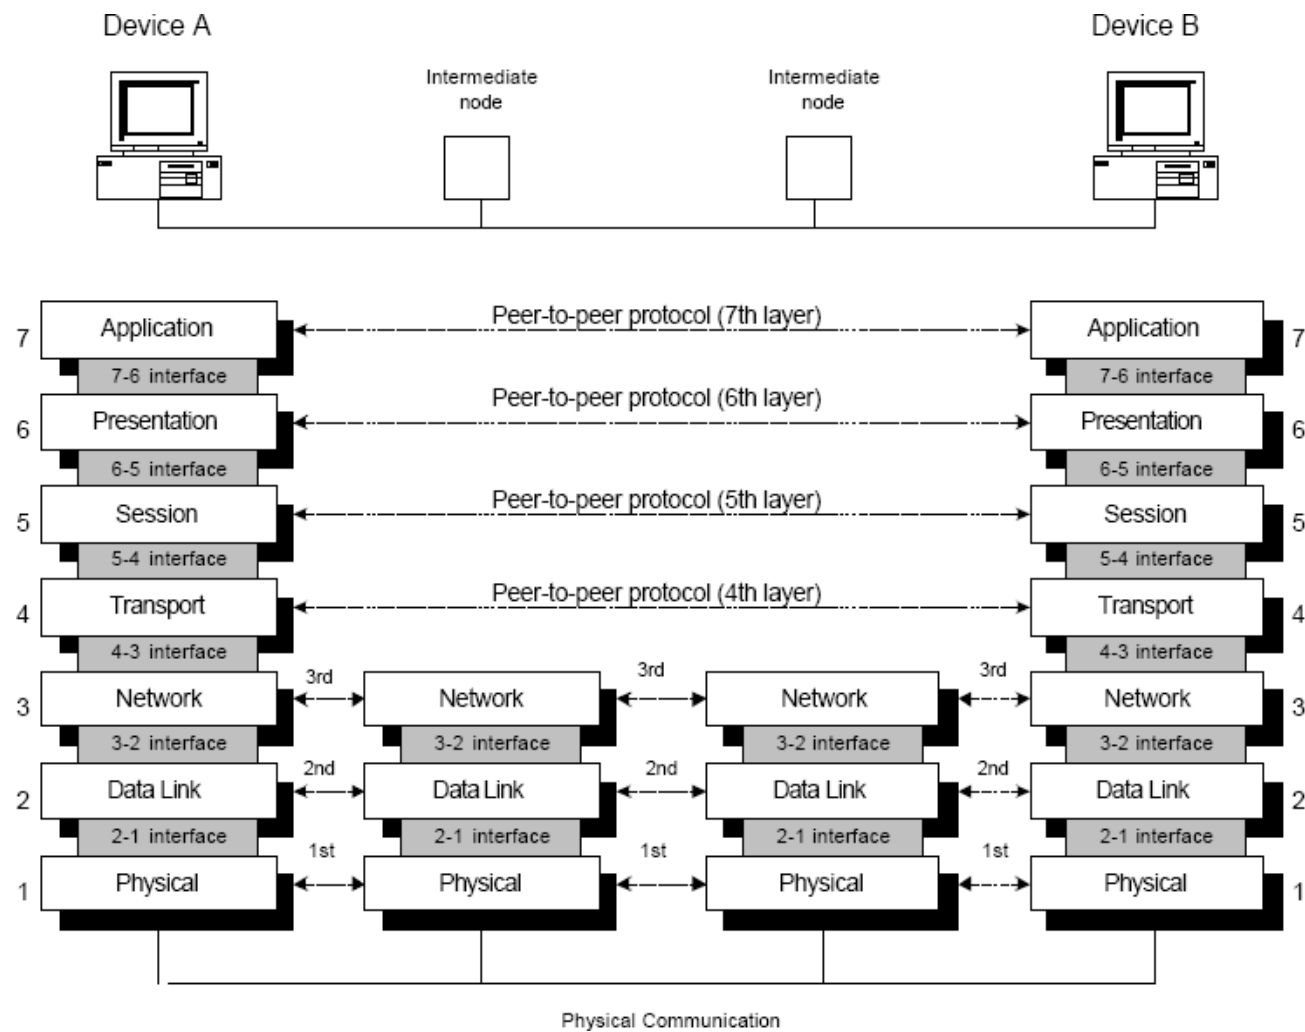 Device A
Device B
Intermediate
node
Intermediate
node
7
Application
Peer-to-peer protocol (7th layer)
Application
7
7-6 interface
7-6 interface
6
Presentation
Peer-to-peer protocol (6th layer)
Presentation
6
6-5 interface
6-5 interface
5
Session
Peer-to-peer protocol (5th layer)
Session
5
5-4 interface
5-4 interface
4
Transport
Peer-to-peer protocol (4th layer)
Transport
4
4-3 interface
4-3 interface
3
Network
3rd
Network
3rd
Network
3rd
Network
3
3-2 interface
3-2 interface
3-2 interface
3-2 interface
2
Data Link
2nd
Data Link
2nd
Data Link
2nd
Data Link
2
2-1 interface
2-1 interface
2-1 interface
2-1 interface
1
Physical
1st
Physical
1st
Physical
1st
Physical
1
Physical Communication